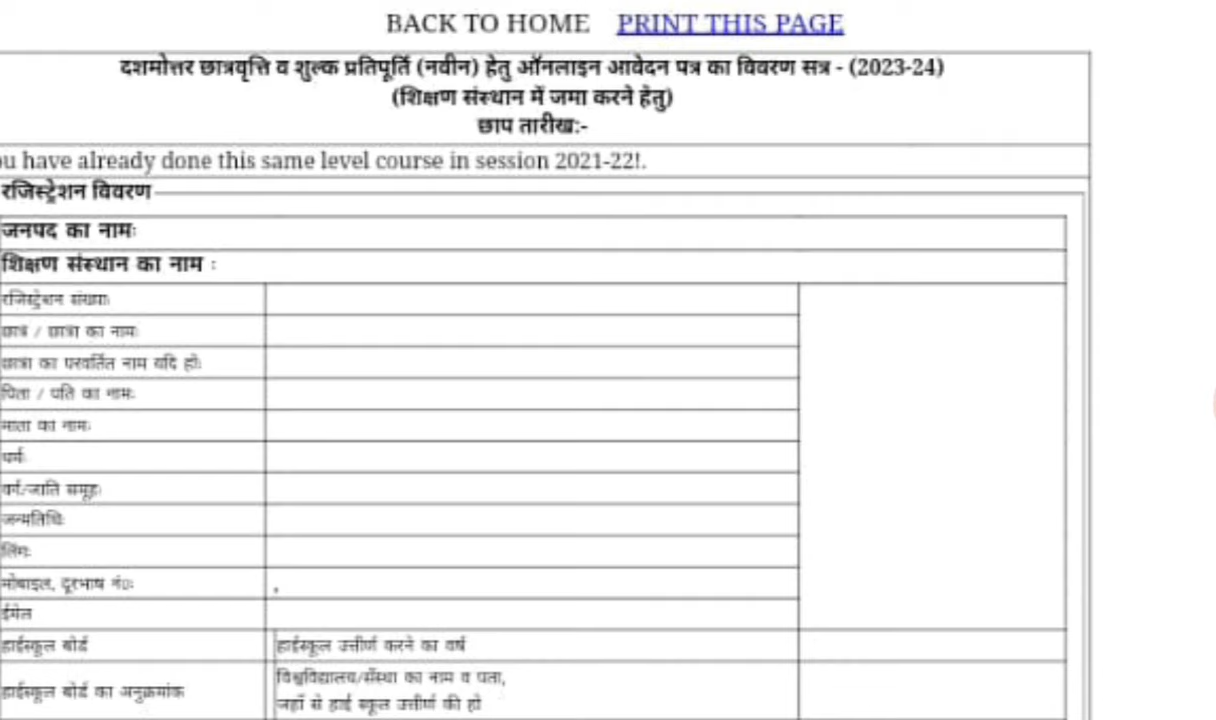 BACK TO HOME PRINT THIS PAGE
दशमोत्तर छात्रवृत्ति व शुल्क प्रतिपूर्ति (नवीन) हेतु ऑनलाइन आवेदन पत्र का विवरण सत्र - (2023-24)
(शिक्षण संस्थान में जमा करने हेतु)
छाप तारीख:-
ou have already done this same level course in session 2021-22!.
रजिस्ट्रेशन विवरण
जनपद का नाम:
शिक्षण संस्थान का नाम :
रजिस्ट्रेशन संख्या:
छात्र / छात्रा का नाम:
छात्रा का परवर्तित नाम यदि हो:
पिता / पति का नाम:
माता का नाम:
धर्म:
वर्ग/जाति समूह:
जन्मतिथि:
लिंग:
मोबाइल, दूरभाष नं०: ,
ईमेल
हाईस्कूल बोर्ड हाईस्कूल उत्तीर्ण करने का वर्ष
हाईस्कूल बोर्ड का अनुक्रमांक विश्वविद्यालय/सँस्था का नाम व पता,
जहाँ से हाई स्कूल उत्तीर्ण की हो